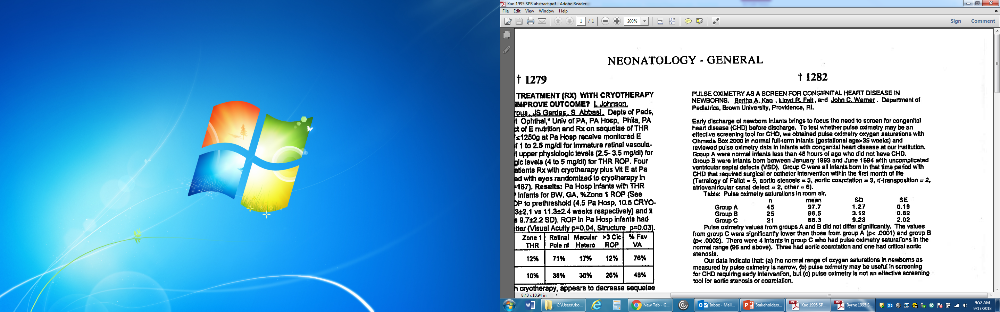 Kao 1995 SPR abstract.pdf - Adobe Reader
File Edit View Window Help
1 / 1 200% Sign Comment
NEONATOLOGY - GENERAL
† 1279
TREATMENT (RX) WITH CRYOTHERAPY
IMPROVE OUTCOME? L Johnson,
rous, JS Gerdes, S Abbasi. Depts of Peds,
t Ophthal,* Univ of PA, PA Hosp, Phila, PA
ct of E nutrition and Rx on sequelae of THR
≤1250g at Pa Hosp receive monitored E
of 1 to 2.5 mg/dl for immature retinal vascula-
t upper physiologic levels (2.5- 3.5 mg/dl) for
gic levels (4 to 5 mg/dl) for THR ROP. Four
atients Rx with cryotherapy plus Vit E at Pa
ed with eyes randomized to cryotherapy in
=187). Results: Pa Hosp infants with THR
P infants for BW, GA, %Zone 1 ROP (See
OP to prethreshold (4.5 Pa Hosp, 10.5 CRYO-
3±2.1 vs 11.3±2.4 weeks respectively) and x̄
s 9.7±2.2 SD), ROP in Pa Hosp infants had
tter (Visual Acuity p=0.04, Structure p=0.03).
Zone 1 Retinal Macular >3 Clc % Fav
THR Pole nl Hetero ROP VA
12% 71% 17% 12% 76%
10% 38% 36% 26% 48%
h cryotherapy, appears to decrease sequelae
† 1282
PULSE OXIMETRY AS A SCREEN FOR CONGENITAL HEART DISEASE IN
NEWBORNS. Bertha A. Kao, Lloyd R. Feit, and John C. Werner. Department of
Pediatrics, Brown University, Providence, RI.
Early discharge of newborn infants brings to focus the need to screen for congenital
heart disease (CHD) before discharge. To test whether pulse oximetry may be an
effective screening tool for CHD, we obtained pulse oximetry oxygen saturations with
Ohmeda Box 2000 in normal full-term infants (gestational age>35 weeks) and
reviewed pulse oximetry data in infants with congenital heart disease at our institution.
Group A were normal infants less than 48 hours of age who did not have CHD.
Group B were infants born between January 1993 and June 1994 with uncomplicated
ventricular septal defects (VSD). Group C were all infants born in that time period with
CHD that required surgical or catheter intervention within the first month of life
(Tetralogy of Fallot = 5, aortic stenosis = 3, aortic coarctation = 3, d-transposition = 2,
atrioventricular canal defect = 2, other = 6).
Table: Pulse oximetry saturations in room air.
n mean SD SE
Group A 45 97.7 1.27 0.19
Group B 25 96.5 3.12 0.62
Group C 21 88.3 9.23 2.02
Pulse oximetry values from groups A and B did not differ significantly. The values
from group C were significantly lower than those from group A (p< .0001) and group B
(p< .0002). There were 4 infants in group C who had pulse oximetry saturations in the
normal range (96 and above). Three had aortic coarctation and one had critical aortic
stenosis.
Our data indicate that: (a) the normal range of oxygen saturations in newborns as
measured by pulse oximetry is narrow, (b) pulse oximetry may be useful in screening
for CHD requiring early intervention, but (c) pulse oximetry is not an effective screening
tool for aortic stenosis or coarctation.
8.43 x 10.94 in
C:\Users\rko... New Tab - G... Inbox - Mail... Stakeholders... Kao 1995 SP... Byrne 1995 S...
9:52 AM
9/17/2018